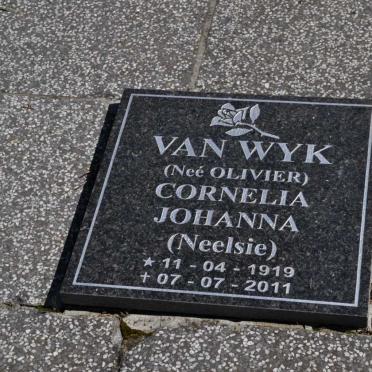 VAN WYK
(Neé OLIVIER)
CORNELIA
JOHANNA
(Neelsie)
★ 11 - 04 - 1919
✝ 07 - 07 - 2011